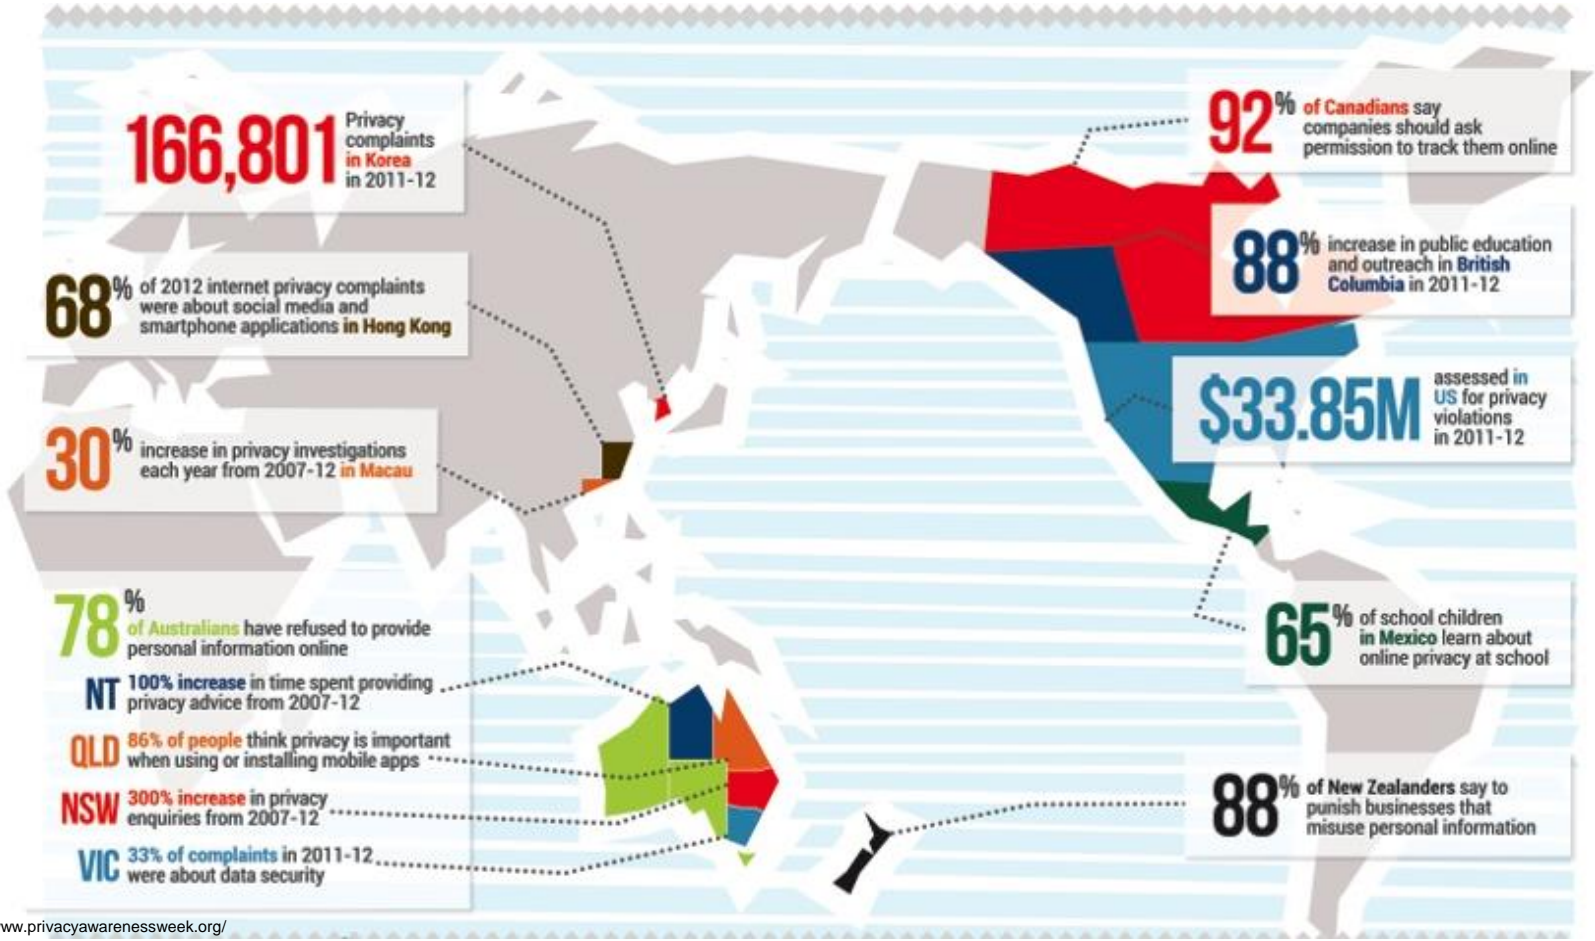 166,801 Privacy
complaints
in Korea
in 2011-12
68% of 2012 internet privacy complaints
were about social media and
smartphone applications in Hong Kong
30% increase in privacy investigations
each year from 2007-12 in Macau
78%
of Australians have refused to provide
personal information online
NT 100% increase in time spent providing
privacy advice from 2007-12
QLD 86% of people think privacy is important
when using or installing mobile apps
NSW 300% increase in privacy
enquiries from 2007-12
VIC 33% of complaints in 2011-12
were about data security
92% of Canadians say
companies should ask
permission to track them online
88% increase in public education
and outreach in British
Columbia in 2011-12
$33.85M assessed in
US for privacy
violations
in 2011-12
65% of school children
in Mexico learn about
online privacy at school
88% of New Zealanders say to
punish businesses that
misuse personal information
ww.privacyawarenessweek.org/